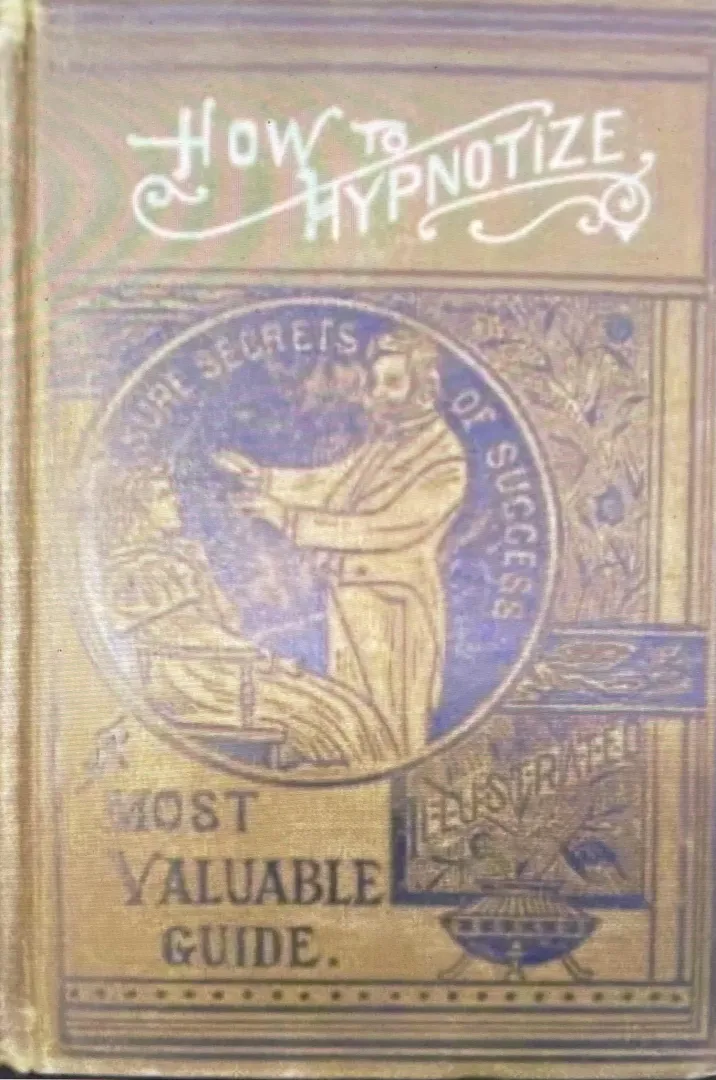 HOW TO
HYPNOTIZE
SURE SECRETS OF SUCCESS
A
MOST
VALUABLE
GUIDE.
ILLUSTRATED